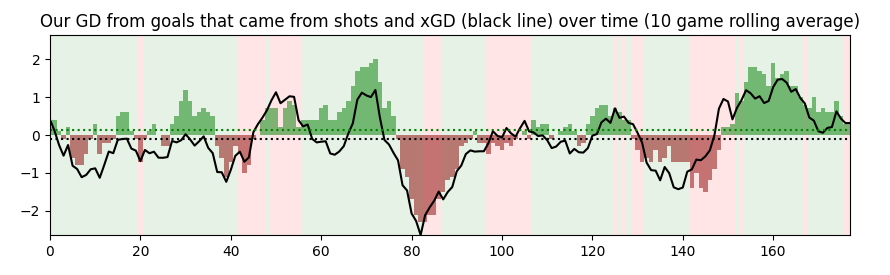 Our GD from goals that came from shots and xGD (black line) over time (10 game rolling average)
2
1
0
−1
−2
0 20 40 60 80 100 120 140 160